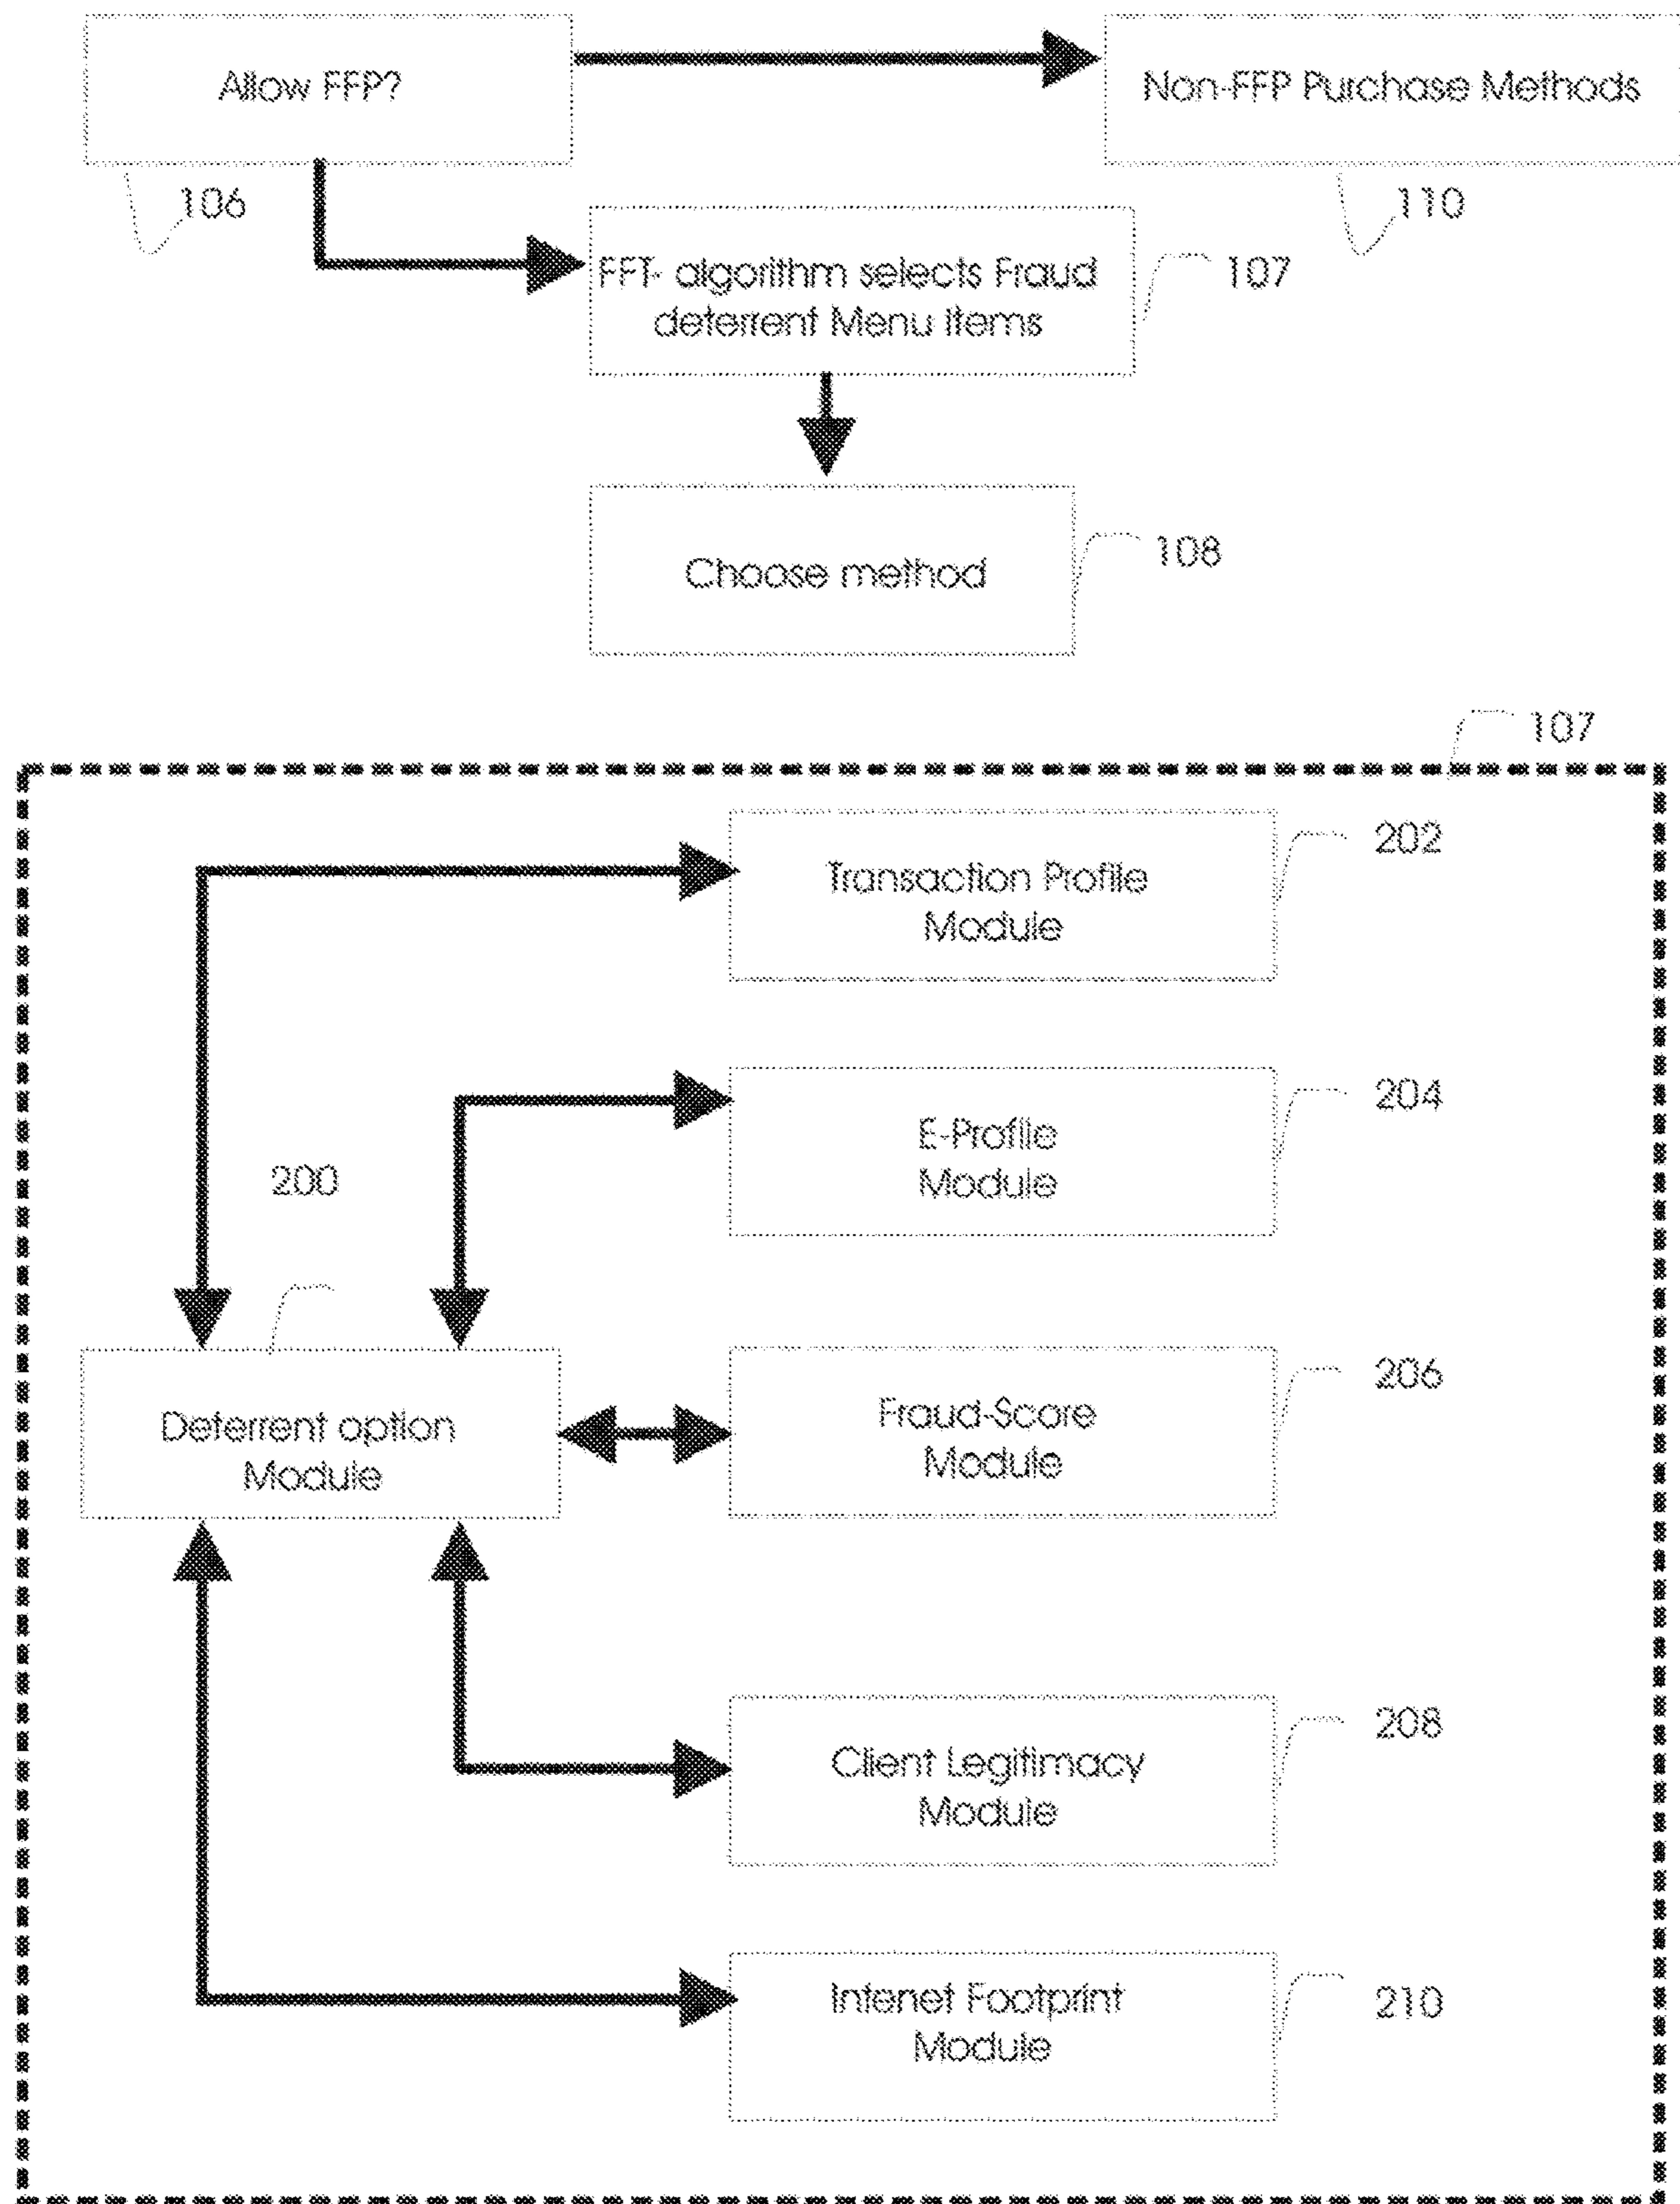 Allow FFP?
Non-FFP Purchase Methods
106
110
FFT- algorithm selects Fraud
deterrent Menu items
107
Choose method
108
107
Transaction Profile
Module
202
E-Profile
Module
204
200
Deterrent option
Module
Fraud-Score
Module
206
Client Legitimacy
Module
208
Intenet Footprint
Module
210